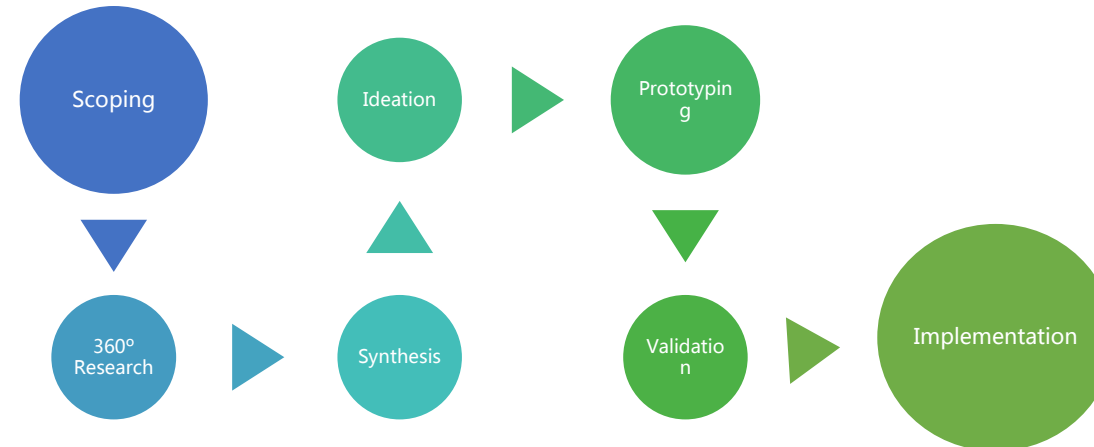 Scoping
360º
Research
Synthesis
Ideation
Prototypin
g
Validatio
n
Implementation